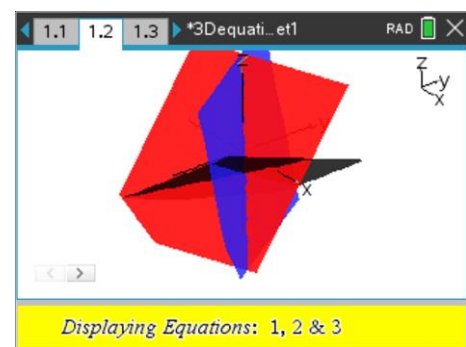 1.1 1.2 1.3 *3Dequati…et1 RAD
z
z
y
x
x
Displaying Equations: 1, 2 & 3